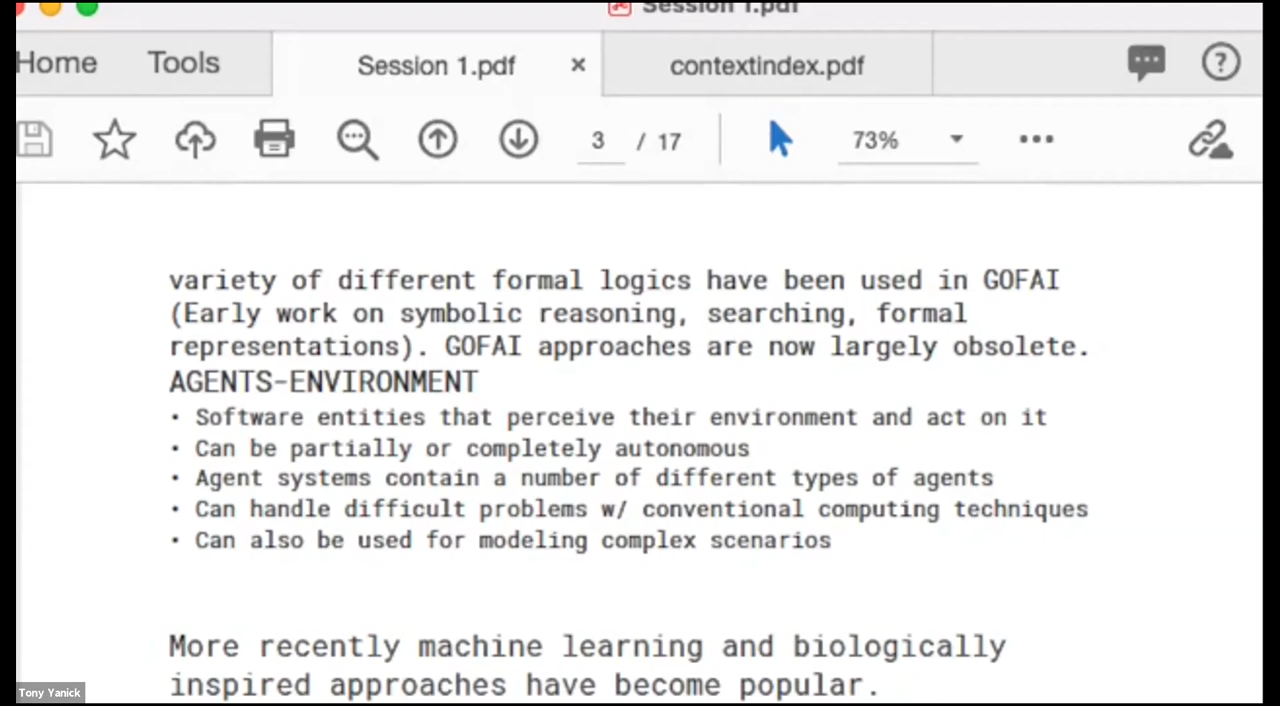 Session 1.pdf
Home Tools Session 1.pdf × contextindex.pdf
3 / 17 73%
variety of different formal logics have been used in GOFAI
(Early work on symbolic reasoning, searching, formal
representations). GOFAI approaches are now largely obsolete.
AGENTS-ENVIRONMENT
• Software entities that perceive their environment and act on it
• Can be partially or completely autonomous
• Agent systems contain a number of different types of agents
• Can handle difficult problems w/ conventional computing techniques
• Can also be used for modeling complex scenarios
More recently machine learning and biologically
inspired approaches have become popular.
Tony Yanick